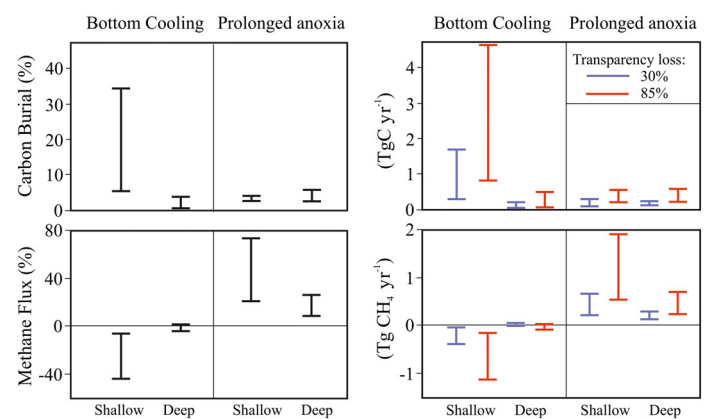 Bottom Cooling Prolonged anoxia
Carbon Burial (%)
40
30
20
10
0
Bottom Cooling Prolonged anoxia
(TgC yr⁻¹)
4
3
2
1
0
Transparency loss:
30%
85%
Methane Flux (%)
80
40
0
-40
Shallow Deep Shallow Deep
(Tg CH₄ yr⁻¹)
2
1
0
-1
Shallow Deep Shallow Deep